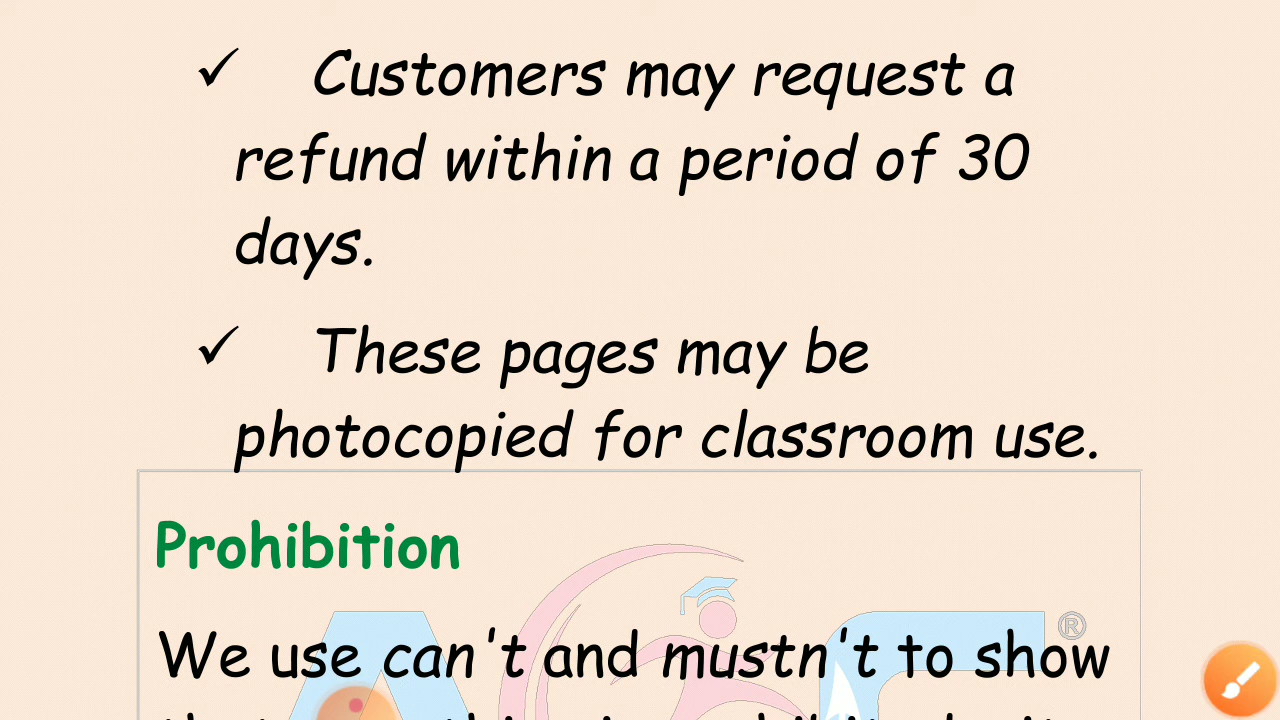 ✓ Customers may request a
refund within a period of 30
days.
✓ These pages may be
photocopied for classroom use.
Prohibition
We use can't and mustn't to show
®